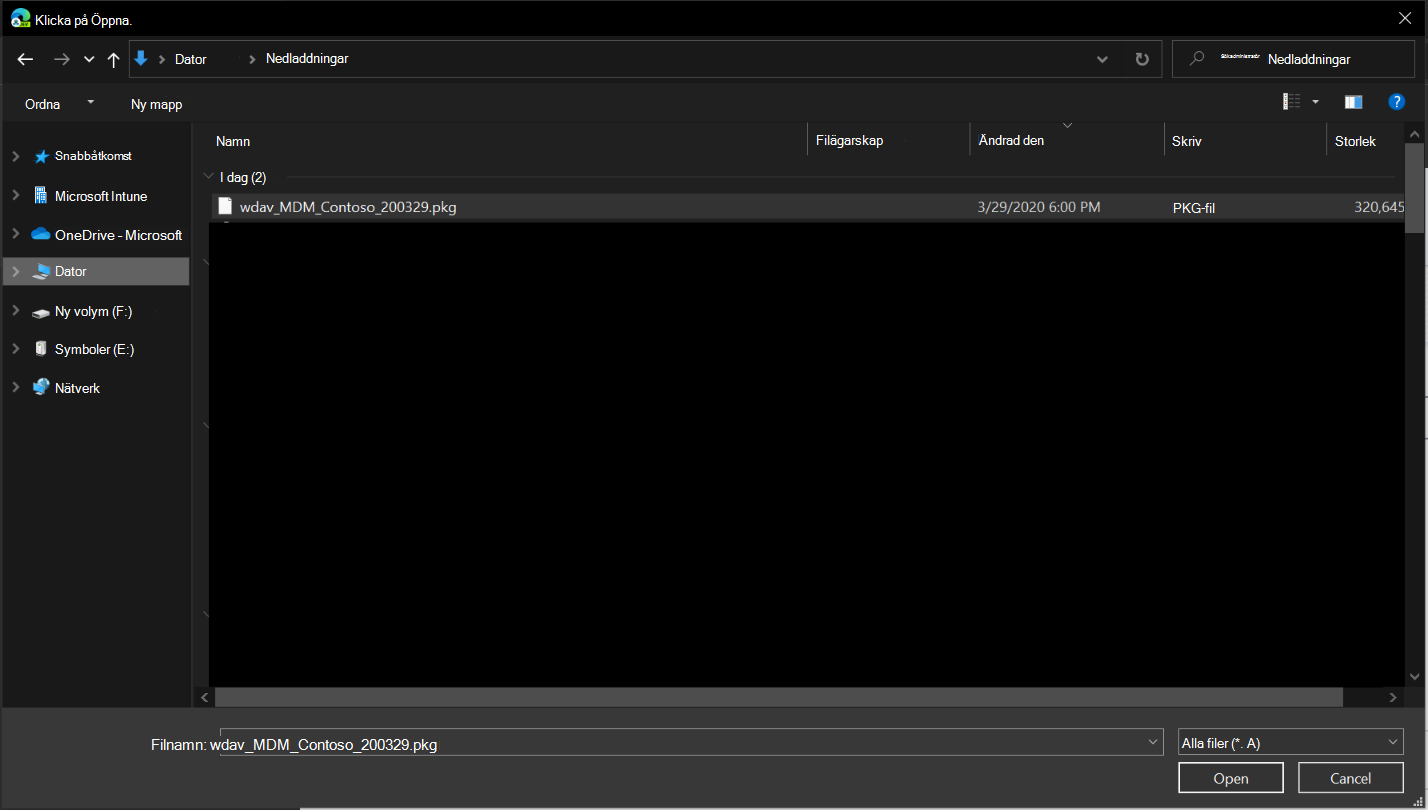 Klicka på Öppna.
Dator
Nedladdningar
Nedladdningar
Ordna
Ny mapp
?
Namn
Filägarskap
Ändrad den
Skriv
Storlek
I dag (2)
wdav_MDM_Contoso_200329.pkg
3/29/2020 6:00 PM
PKG-fil
320,645
Snabbåtkomst
Microsoft Intune
OneDrive - Microsoft
Dator
Ny volym (F:)
Symboler (E:)
Nätverk
Filnamn: wdav_MDM_Contoso_200329.pkg
Alla filer (*. A)
Open
Cancel